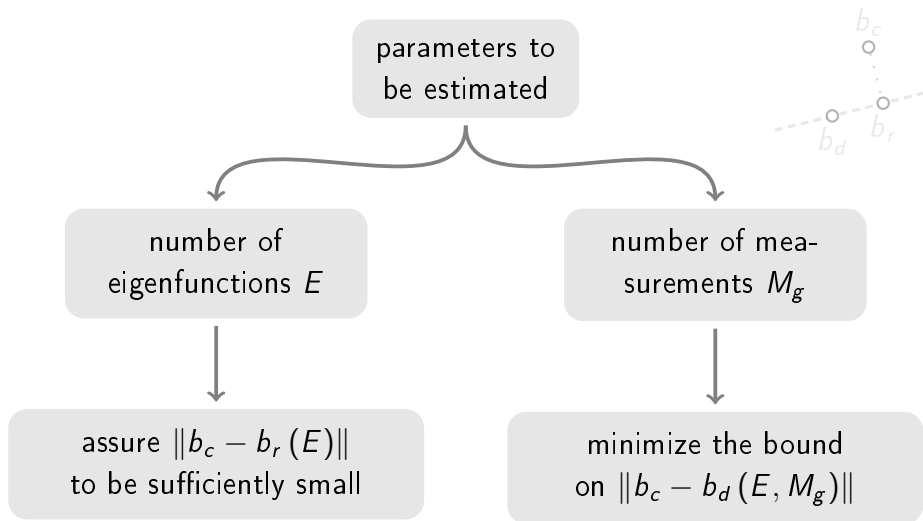 parameters to
be estimated
b_c
b_d
b_r
number of
eigenfunctions E
number of mea-
surements M_g
assure ‖b_c − b_r (E)‖
to be sufficiently small
minimize the bound
on ‖b_c − b_d (E, M_g)‖